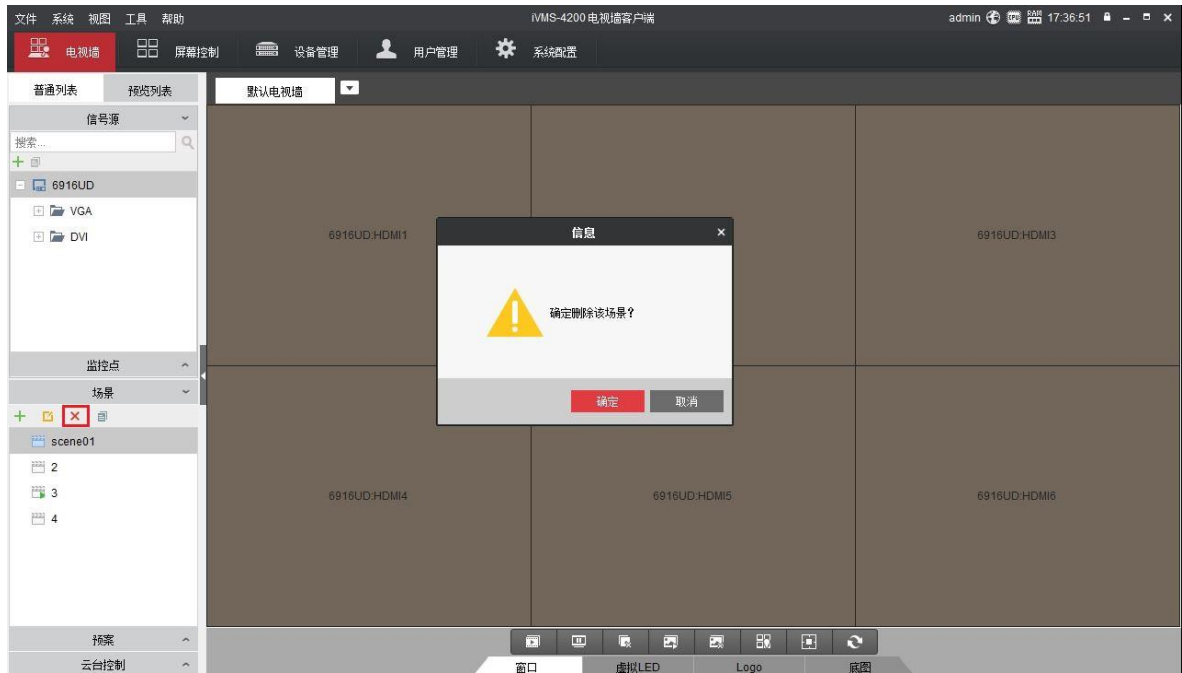 文件 系统 视图 工具 帮助 iVMS-4200 电视墙客户端 admin CPU RAM 17:36:51
电视墙 屏幕控制 设备管理 用户管理 系统配置
普通列表 预览列表 默认电视墙
信号源
搜索...
6916UD
VGA
DVI
6916UD:HDMI1
6916UD:HDMI3
信息
确定删除该场景?
确定 取消
监控点
场景
scene01
2
3
4
6916UD:HDMI4 6916UD:HDMI5 6916UD:HDMI6
预案
云台控制
窗口 虚拟LED Logo 底图